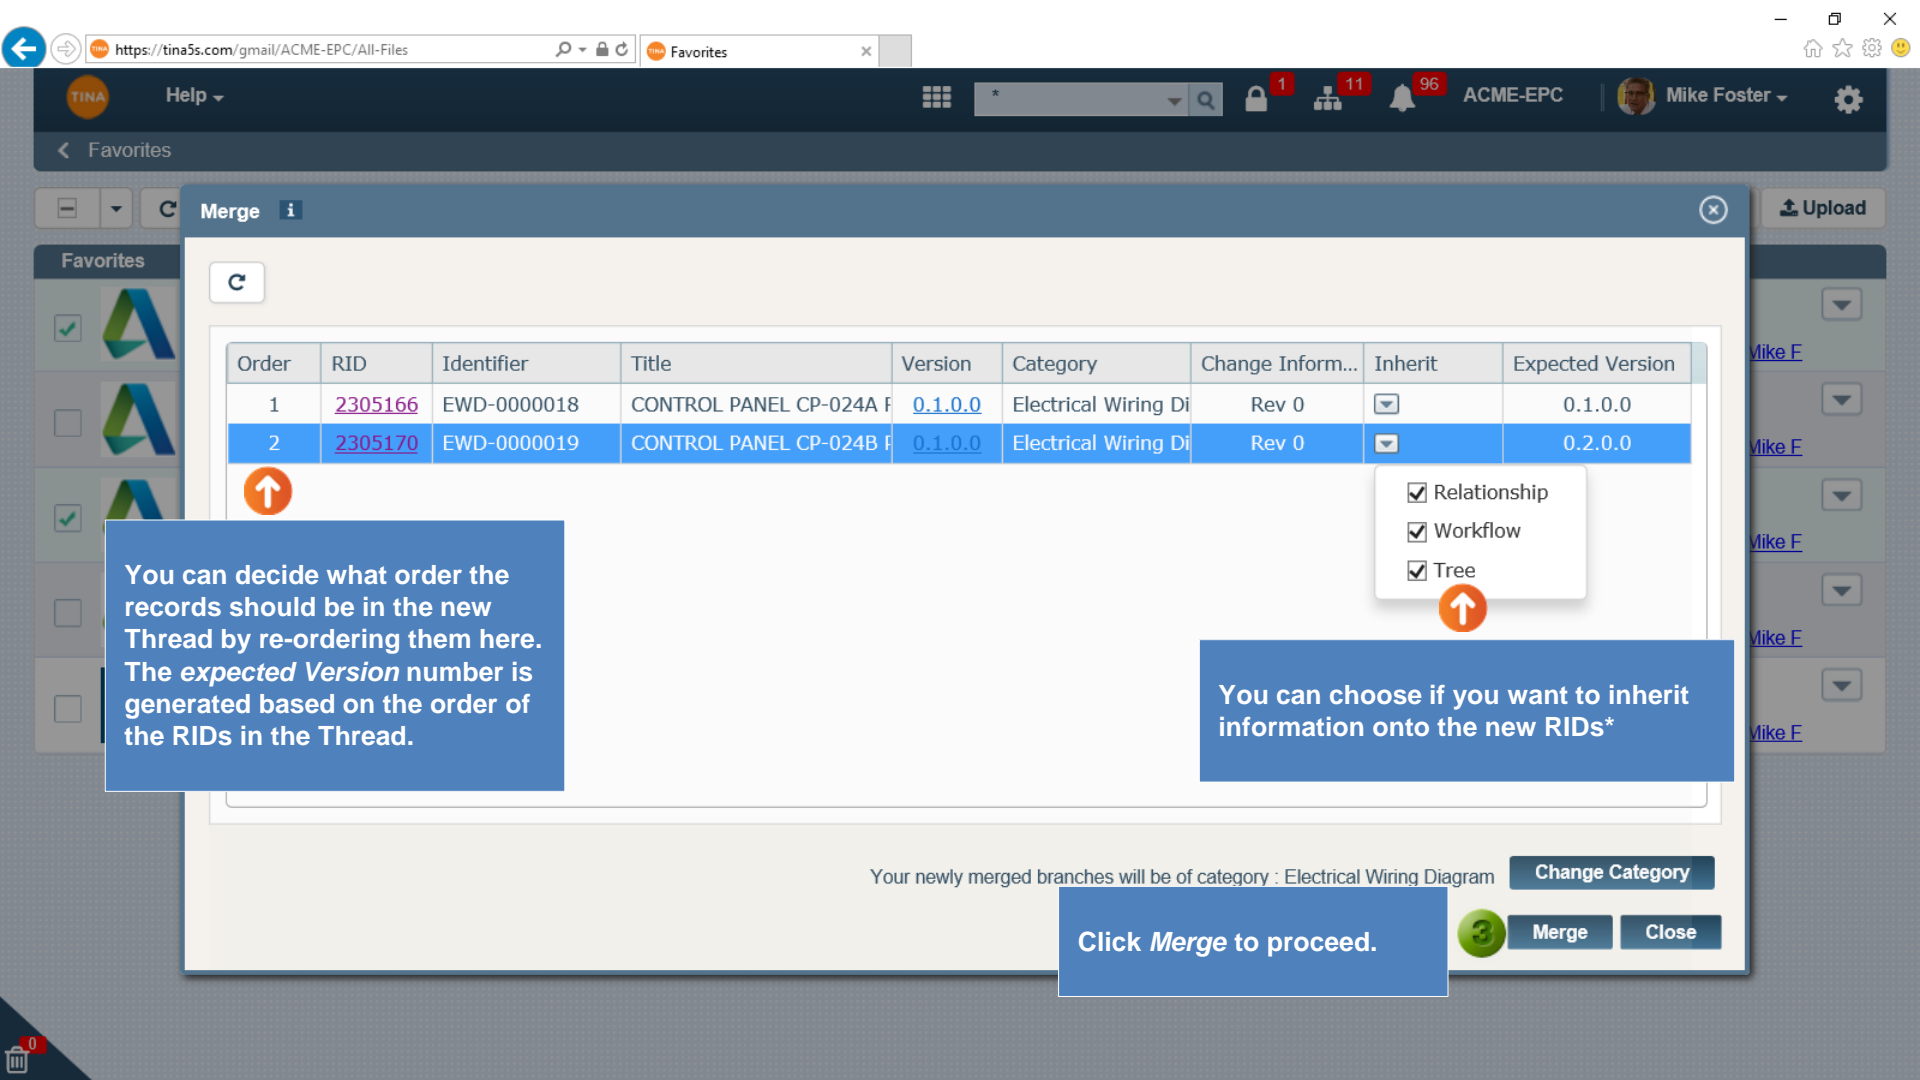 https://tina5s.com/gmail/ACME-EPC/All-Files
Favorites
TINA
Help
*
1
11
96
ACME-EPC
Mike Foster
Favorites
Merge i
Upload
Favorites
Order RID Identifier Title Version Category Change Inform... Inherit Expected Version
1 2305166 EWD-0000018 CONTROL PANEL CP-024A 0.1.0.0 Electrical Wiring Di Rev 0 0.1.0.0
2 2305170 EWD-0000019 CONTROL PANEL CP-024B 0.1.0.0 Electrical Wiring Di Rev 0 0.2.0.0
Relationship
Workflow
Tree
Mike F
Mike F
Mike F
Mike F
Mike F
You can decide what order the
records should be in the new
Thread by re-ordering them here.
The expected Version number is
generated based on the order of
the RIDs in the Thread.
You can choose if you want to inherit
information onto the new RIDs*
Your newly merged branches will be of category : Electrical Wiring Diagram
Change Category
Click Merge to proceed.
3
Merge
Close
0